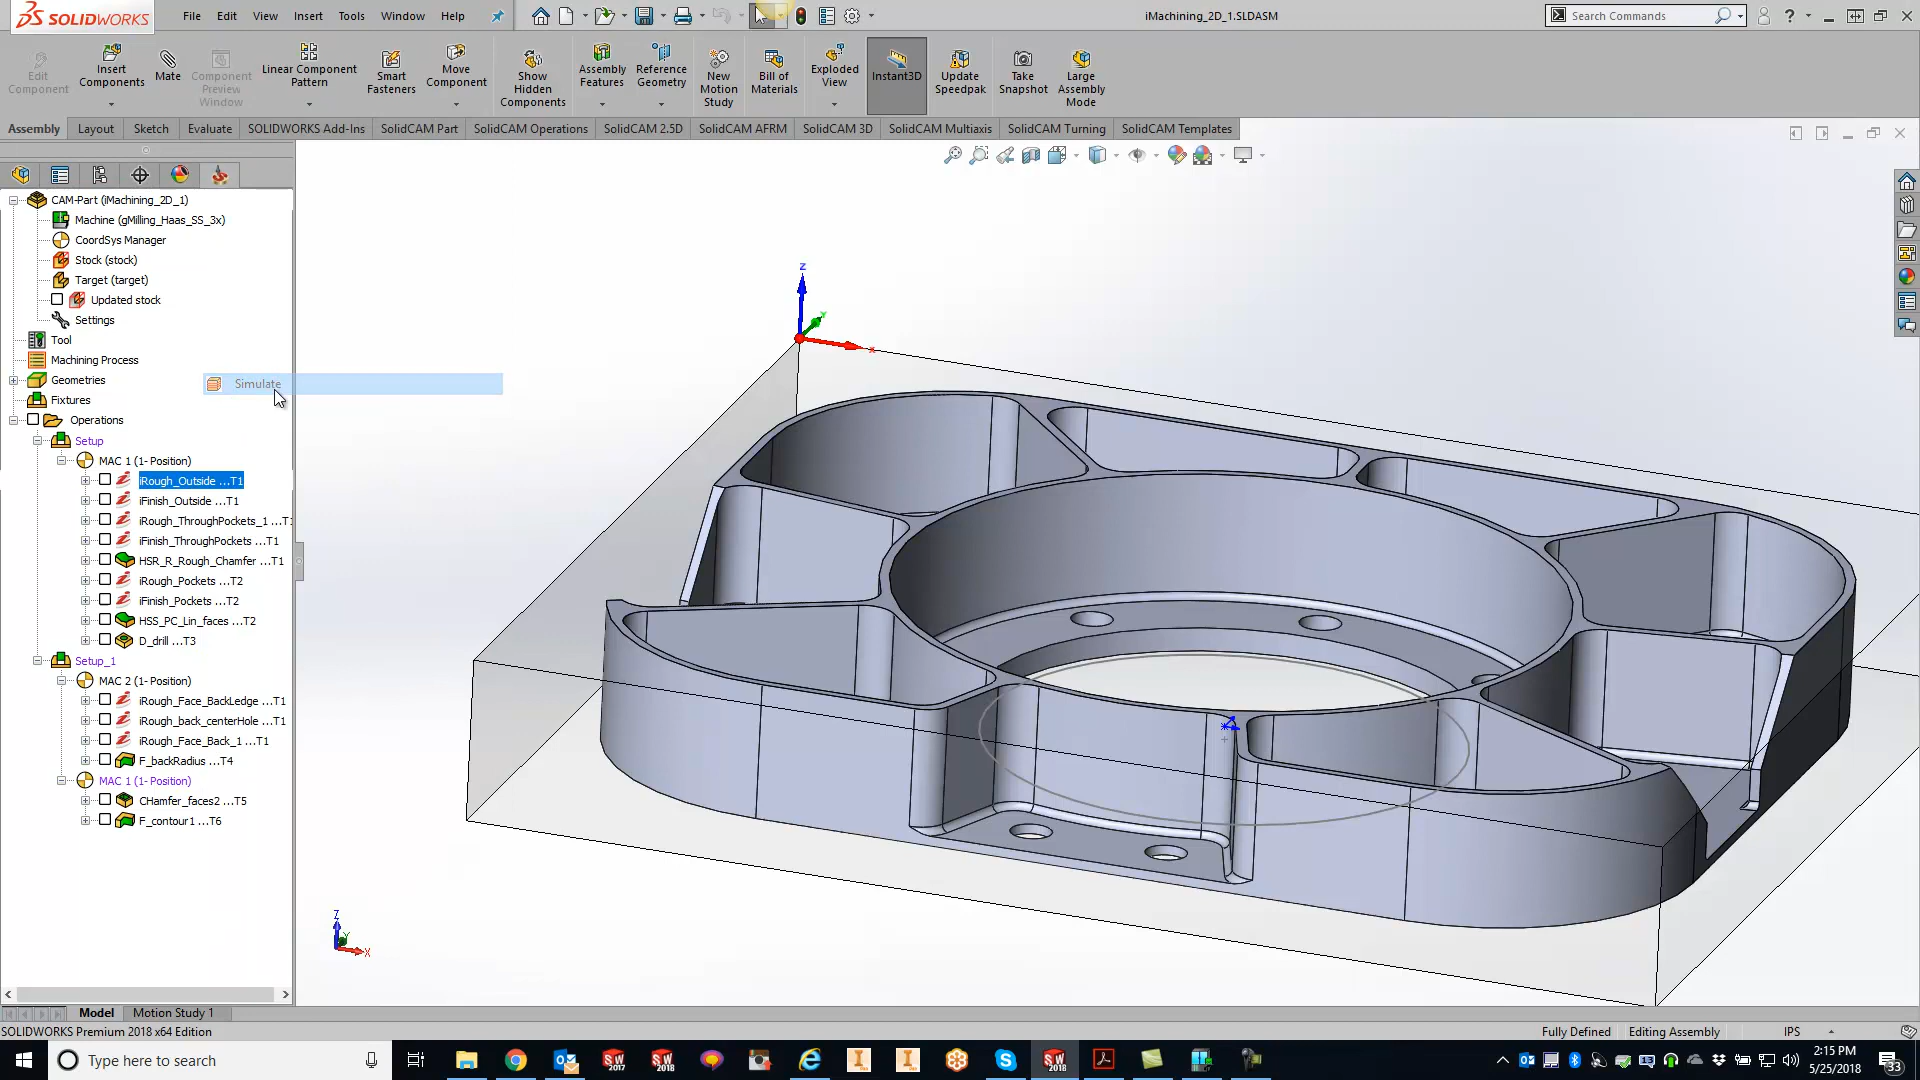 SOLIDWORKS
File Edit View Insert Tools Window Help
iMachining_2D_1.SLDASM
Search Commands
Edit Component
Insert Components
Mate
Component Preview Window
Linear Component Pattern
Smart Fasteners
Move Component
Show Hidden Components
Assembly Features
Reference Geometry
New Motion Study
Bill of Materials
Exploded View
Instant3D
Update Speedpak
Take Snapshot
Large Assembly Mode
Assembly Layout Sketch Evaluate SOLIDWORKS Add-Ins SolidCAM Part SolidCAM Operations SolidCAM 2.5D SolidCAM AFRM SolidCAM 3D SolidCAM Multiaxis SolidCAM Turning SolidCAM Templates
CAM-Part (iMachining_2D_1)
Machine (gMilling_Haas_SS_3x)
CoordSys Manager
Stock (stock)
Target (target)
Updated stock
Settings
Tool
Machining Process
Geometries
Simulate
Fixtures
Operations
Setup
MAC 1 (1- Position)
iRough_Outside ...T1
iFinish_Outside ...T1
iRough_ThroughPockets_1 ...T1
iFinish_ThroughPockets ...T1
HSR_R_Rough_Chamfer ...T1
iRough_Pockets ...T2
iFinish_Pockets ...T2
HSS_PC_Lin_faces ...T2
D_drill ...T3
Setup_1
MAC 2 (1- Position)
iRough_Face_BackLedge ...T1
iRough_back_centerHole ...T1
iRough_Face_Back_1 ...T1
F_backRadius ...T4
MAC 1 (1- Position)
CHamfer_faces2 ...T5
F_contour1 ...T6
Z
Y
X
Z
Y
X
Model Motion Study 1
SOLIDWORKS Premium 2018 x64 Edition
Fully Defined Editing Assembly IPS
Type here to search
SW 2017
SW 2018
SW 2018
2:15 PM
5/25/2018
33